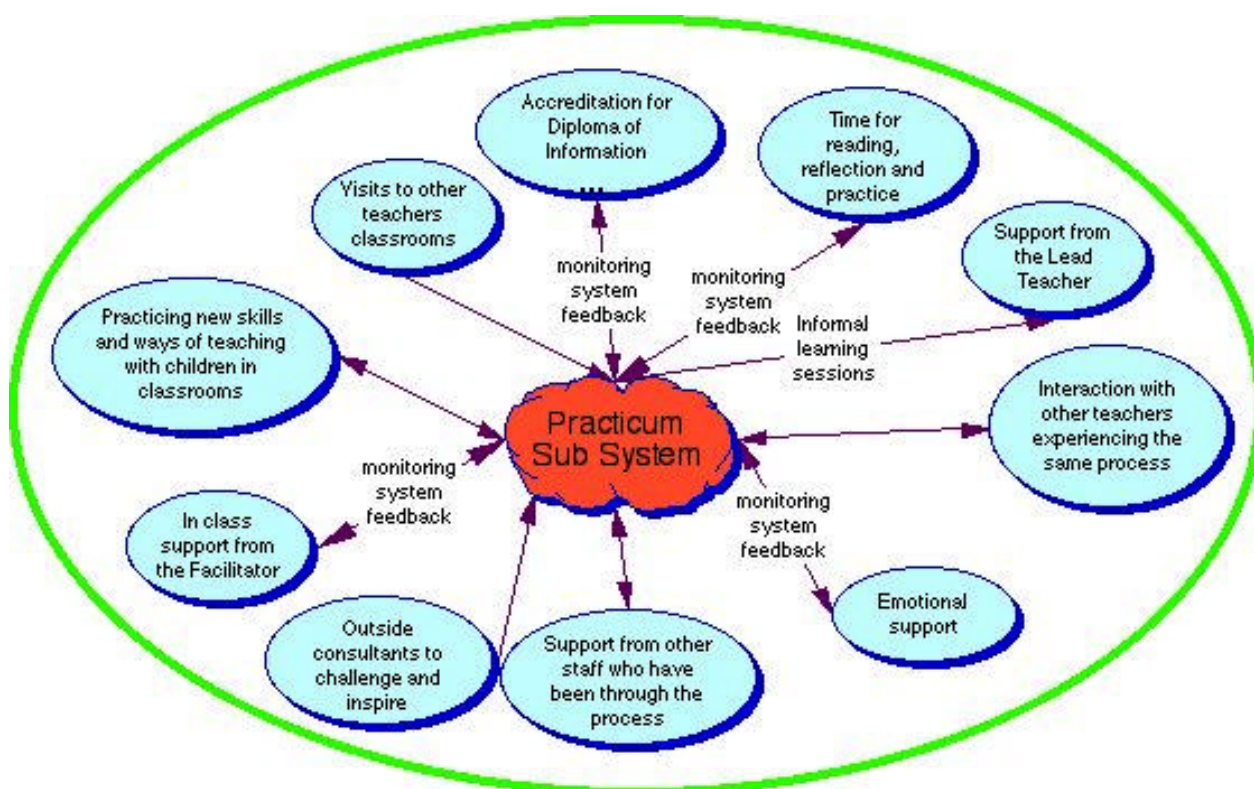 Accreditation for
Diploma of
Information
...
Time for
reading,
reflection and
practice
Visits to other
teachers
classrooms
Support from
the Lead
Teacher
monitoring
system
feedback
monitoring
system
feedback
Informal
learning
sessions
Practicing new skills
and ways of teaching
with children in
classrooms
Interaction with
other teachers
experiencing the
same process
Practicum
Sub System
monitoring
system
feedback
monitoring
system
feedback
In class
support from
the Facilitator
Emotional
support
Outside
consultants to
challenge and
inspire
Support from other
staff who have
been through the
process